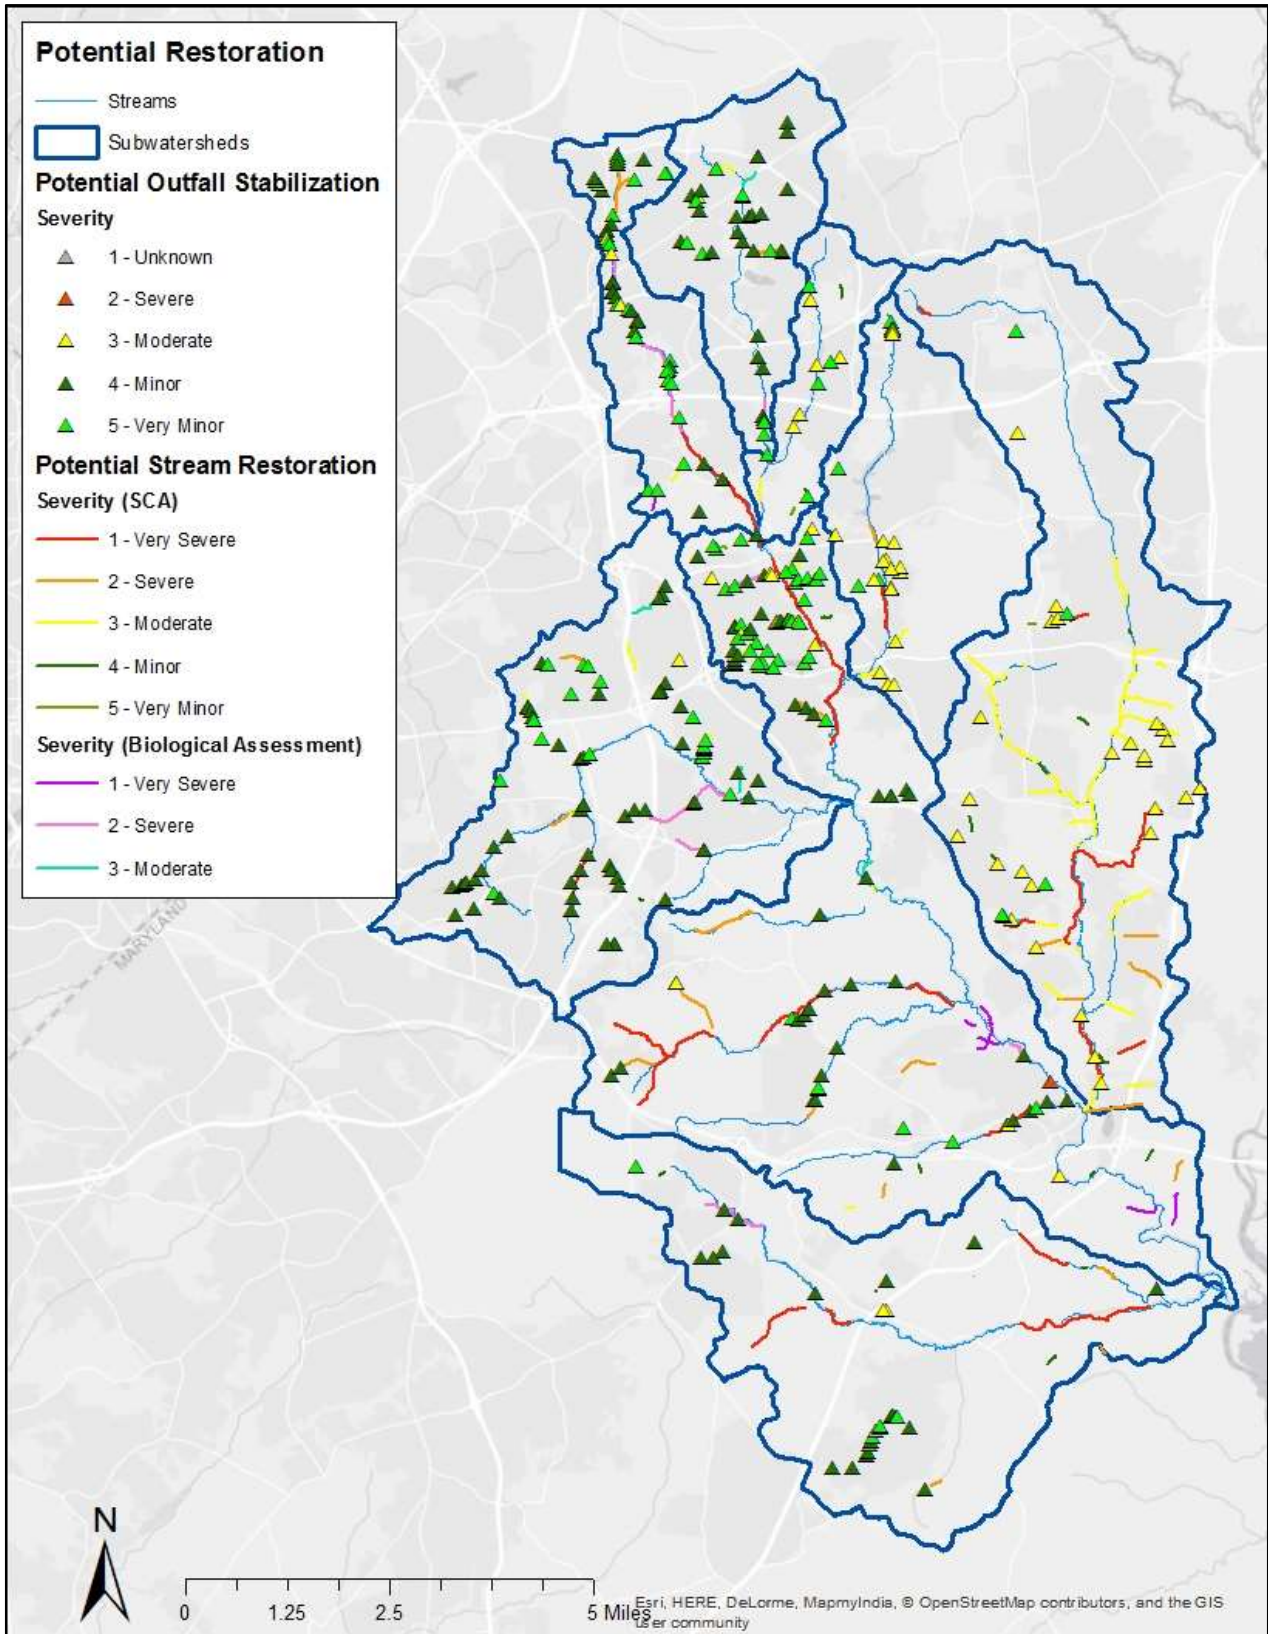 Potential Restoration
Streams
Subwatersheds
Potential Outfall Stabilization
Severity
1 - Unknown
2 - Severe
3 - Moderate
4 - Minor
5 - Very Minor
Potential Stream Restoration
Severity (SCA)
1 - Very Severe
2 - Severe
3 - Moderate
4 - Minor
5 - Very Minor
Severity (Biological Assessment)
1 - Very Severe
2 - Severe
3 - Moderate
MARYLAND
N
0 1.25 2.5 5 Miles
Esri, HERE, DeLorme, MapmyIndia, © OpenStreetMap contributors, and the GIS
user community